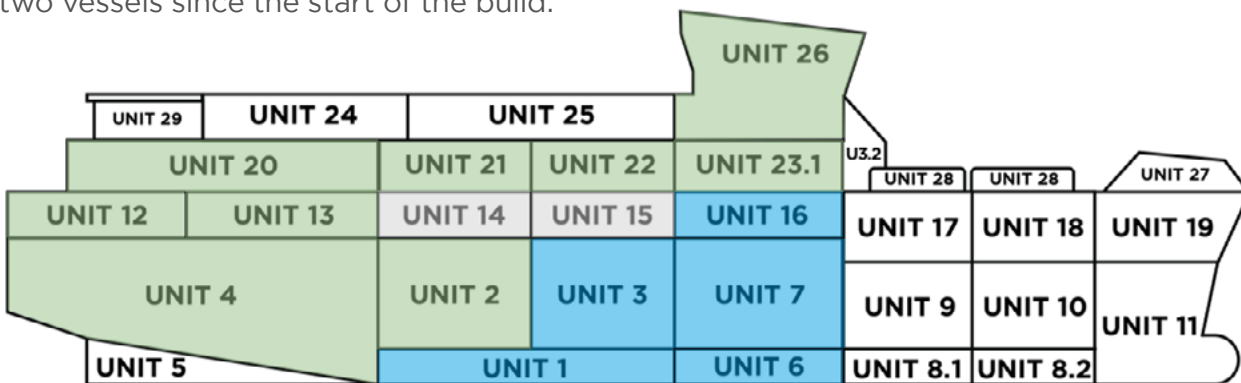 two vessels since the start of the build.
UNIT 26
UNIT 29 UNIT 24 UNIT 25
UNIT 20 UNIT 21 UNIT 22 UNIT 23.1 U3.2
UNIT 28 UNIT 28 UNIT 27
UNIT 12 UNIT 13 UNIT 14 UNIT 15 UNIT 16 UNIT 17 UNIT 18 UNIT 19
UNIT 4 UNIT 2 UNIT 3 UNIT 7 UNIT 9 UNIT 10 UNIT 11
UNIT 5 UNIT 1 UNIT 6 UNIT 8.1 UNIT 8.2